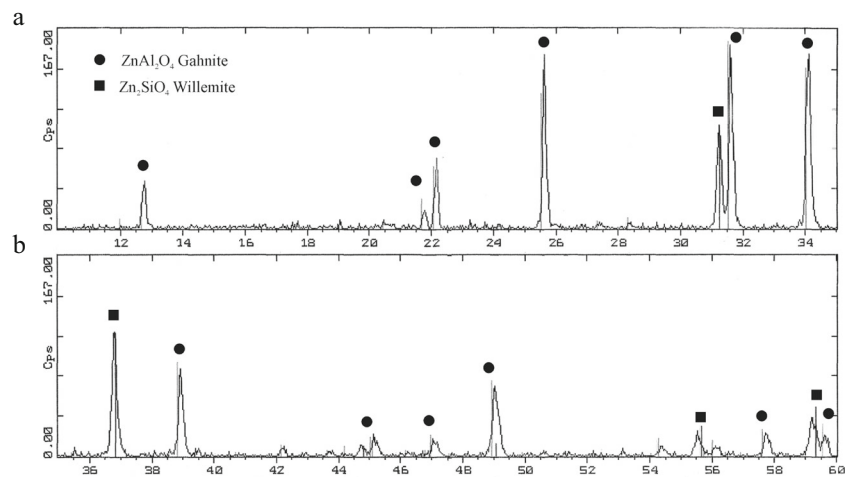 a
167.00
Cps
0.00
ZnAl₂O₄ Gahnite
Zn₂SiO₄ Willemite
12 14 16 18 20 22 24 26 28 30 32 34
b
167.00
Cps
0.00
36 38 40 42 44 46 48 50 52 54 56 58 60